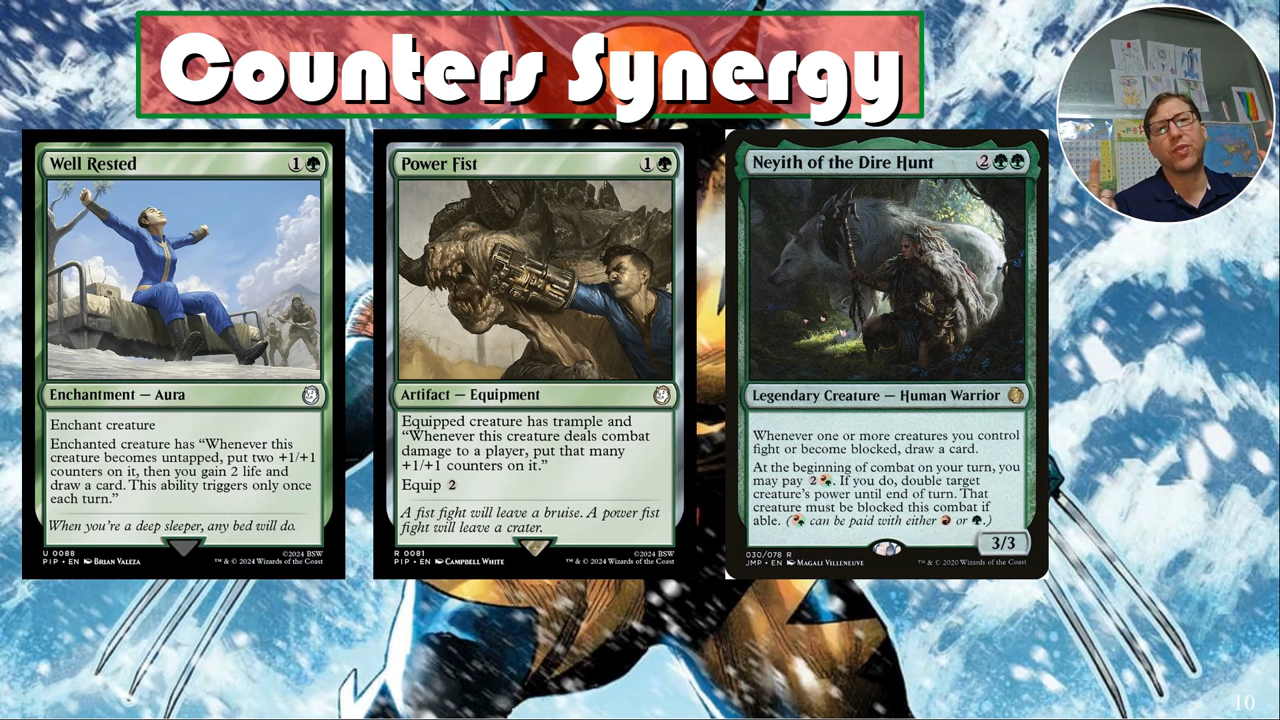 Counters Synergy
Well Rested 1
Enchantment — Aura
Enchant creature
Enchanted creature has “Whenever this
creature becomes untapped, put two +1/+1
counters on it, then you gain 2 life and
draw a card. This ability triggers only once
each turn.”
When you’re a deep sleeper, any bed will do.
U 0088
PIP • EN Brian Valeza
©2024 BSW
™ & © 2024 Wizards of the Coast
Power Fist 1
Artifact — Equipment
Equipped creature has trample and
“Whenever this creature deals combat
damage to a player, put that many
+1/+1 counters on it.”
Equip 2
A fist fight will leave a bruise. A power fist
fight will leave a crater.
R 0081
PIP • EN Campbell White
©2024 BSW
™ & © 2024 Wizards of the Coast
Neyith of the Dire Hunt 2
Legendary Creature — Human Warrior
Whenever one or more creatures you control
fight or become blocked, draw a card.
At the beginning of combat on your turn, you
may pay 2 . If you do, double target
creature’s power until end of turn. That
creature must be blocked this combat if
able. ( can be paid with either or .)
3/3
030/078 R
JMP • EN Magali Villeneuve
™ & © 2020 Wizards of the Coast
10